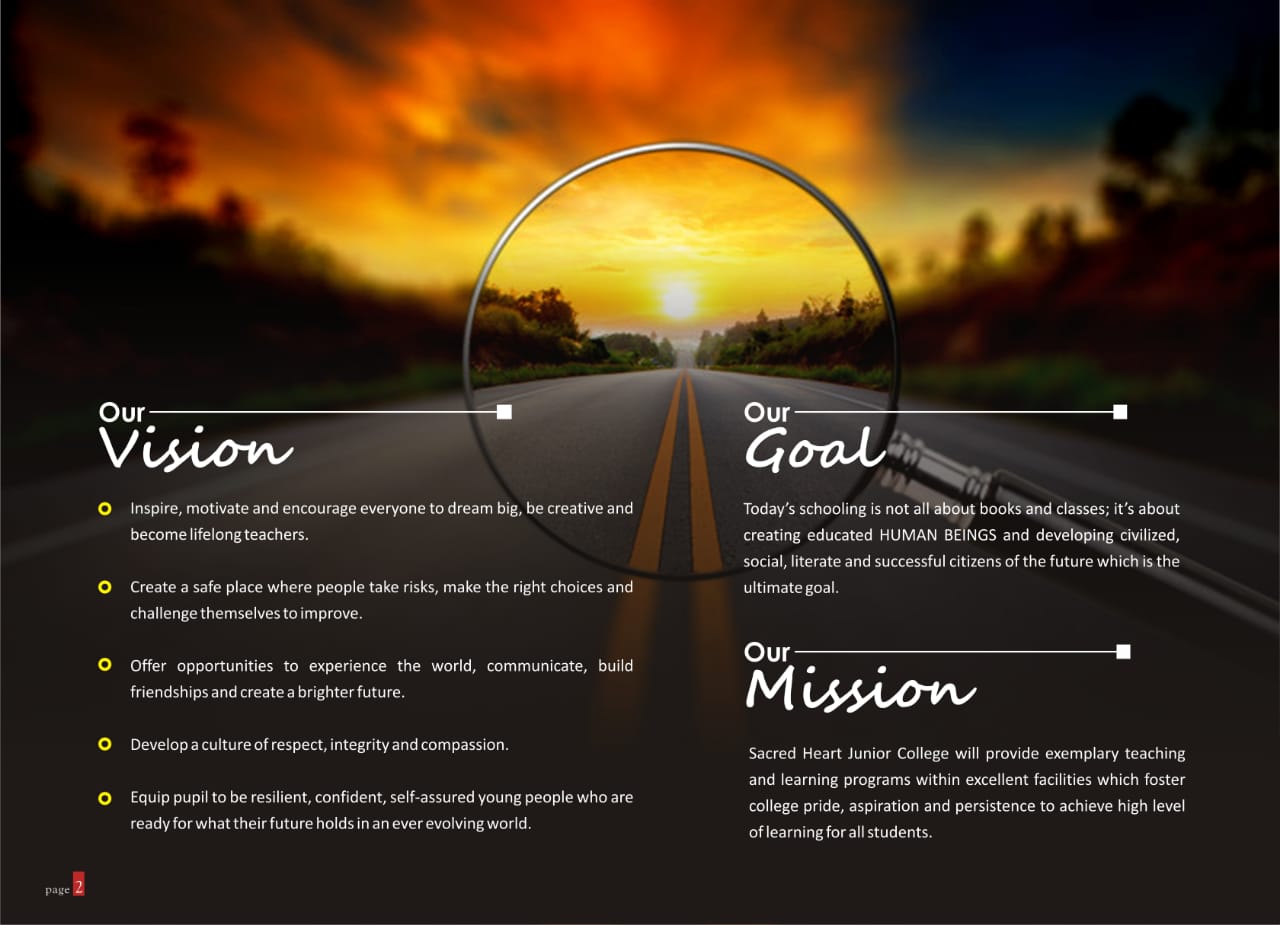 Our
Vision
Inspire, motivate and encourage everyone to dream big, be creative and
become lifelong teachers.
Create a safe place where people take risks, make the right choices and
challenge themselves to improve.
Offer opportunities to experience the world, communicate, build
friendships and create a brighter future.
Develop a culture of respect, integrity and compassion.
Equip pupil to be resilient, confident, self-assured young people who are
ready for what their future holds in an ever evolving world.
Our
Goal
Today's schooling is not all about books and classes; it's about
creating educated HUMAN BEINGS and developing civilized,
social, literate and successful citizens of the future which is the
ultimate goal.
Our
Mission
Sacred Heart Junior College will provide exemplary teaching
and learning programs within excellent facilities which foster
college pride, aspiration and persistence to achieve high level
of learning for all students.
page 2